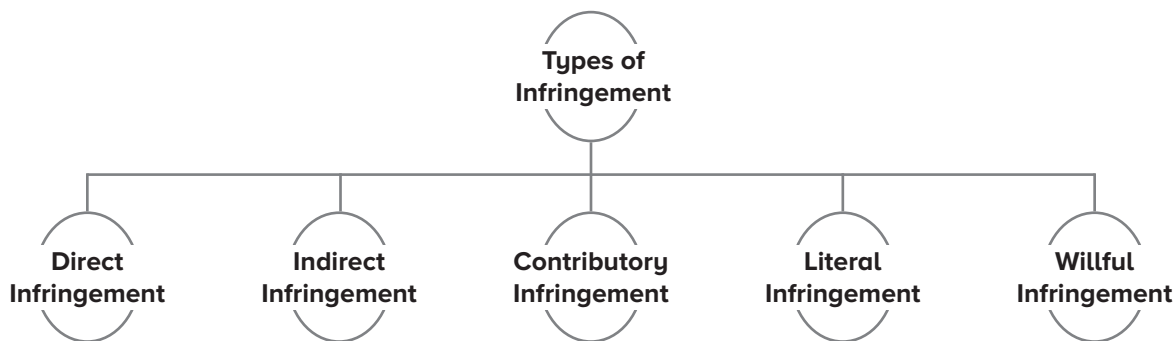 Types of
Infringement
Direct
Infringement
Indirect
Infringement
Contributory
Infringement
Literal
Infringement
Willful
Infringement